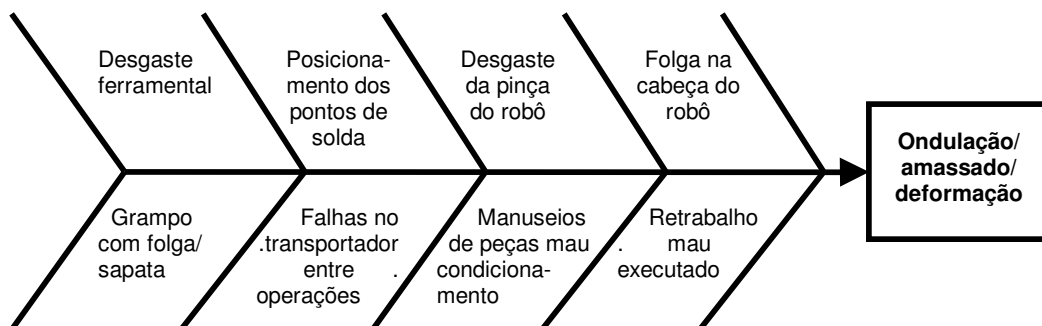 Desgaste
ferramental
Posiciona-
mento dos
pontos de
solda
Desgaste
da pinça
do robô
Folga na
cabeça do
robô
Ondulação/
amassado/
deformação
Grampo
com folga/
sapata
Falhas no
.transportador
entre .
operações
Manuseios
de peças mau
condiciona-
mento
Retrabalho
. mau
executado